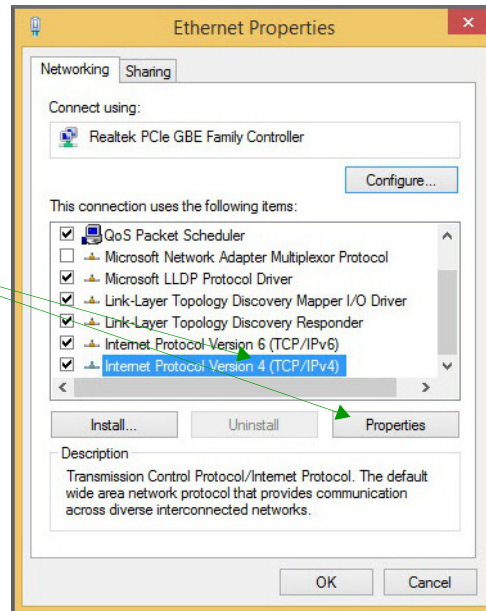 Ethernet Properties
Networking Sharing
Connect using:
Realtek PCIe GBE Family Controller
Configure...
This connection uses the following items:
QoS Packet Scheduler
Microsoft Network Adapter Multiplexor Protocol
Microsoft LLDP Protocol Driver
Link-Layer Topology Discovery Mapper I/O Driver
Link-Layer Topology Discovery Responder
Internet Protocol Version 6 (TCP/IPv6)
Internet Protocol Version 4 (TCP/IPv4)
Install... Uninstall Properties
Description
Transmission Control Protocol/Internet Protocol. The default
wide area network protocol that provides communication
across diverse interconnected networks.
OK Cancel